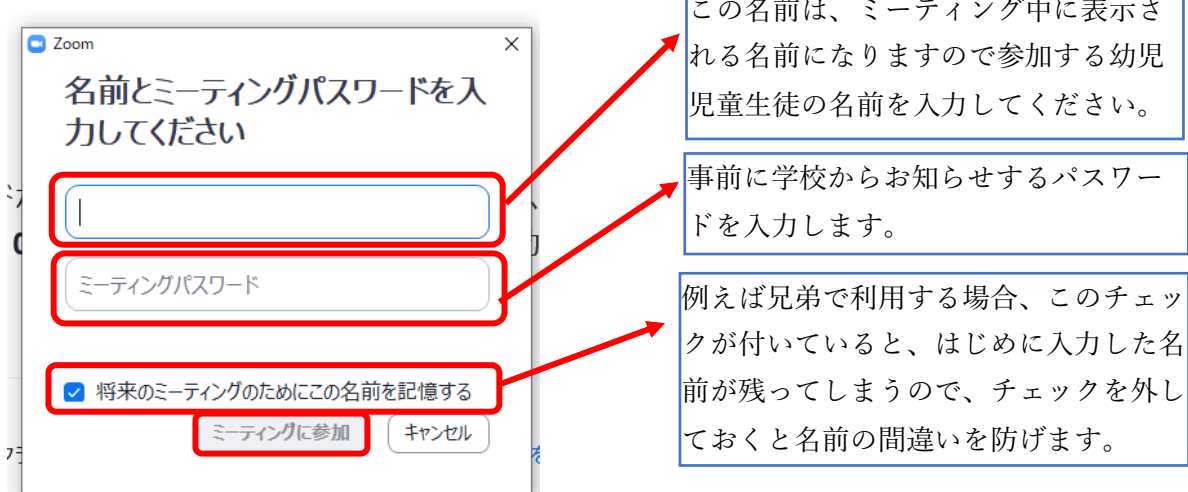 Zoom
名前とミーティングパスワードを入
力してください
ミーティングパスワード
将来のミーティングのためにこの名前を記憶する
ミーティングに参加
キャンセル
この名前は、ミーティング中に表示さ
れる名前になりますので参加する幼児
児童生徒の名前を入力してください。
事前に学校からお知らせするパスワー
ドを入力します。
例えば兄弟で利用する場合、このチェッ
クが付いていると、はじめに入力した名
前が残ってしまうので、チェックを外し
ておくと名前の間違いを防げます。